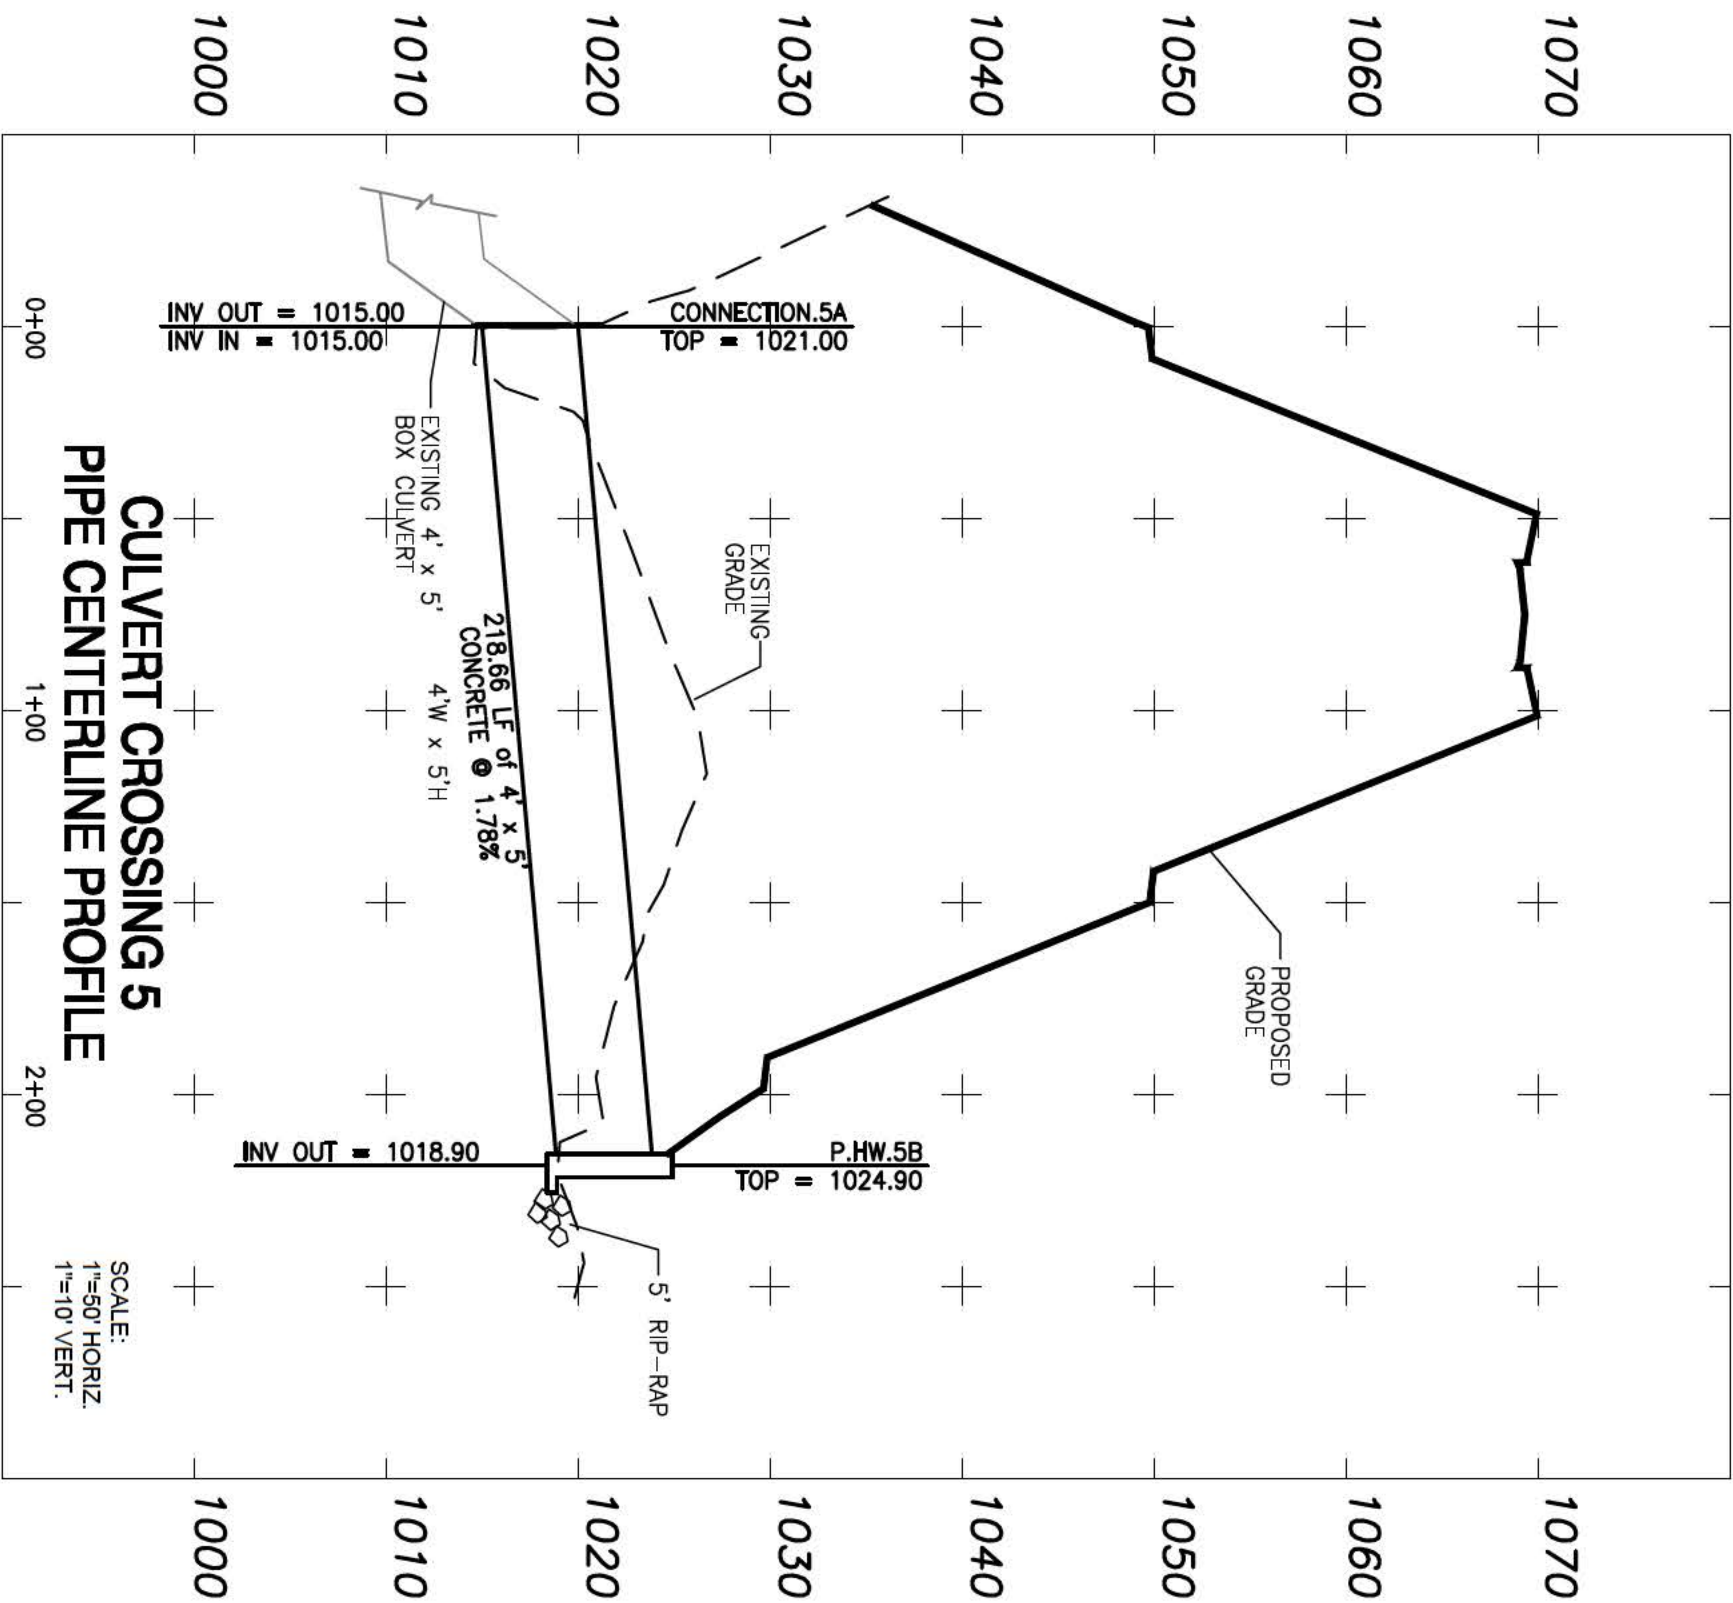 1070
1060
1050
1040
1030
1020
1010
1000
1070
1060
1050
1040
1030
1020
1010
1000
PROPOSED
GRADE
EXISTING
GRADE
CONNECTION.5A
TOP = 1021.00
INV OUT = 1015.00
INV IN = 1015.00
P.HW.5B
TOP = 1024.90
INV OUT = 1018.90
5' RIP-RAP
218.66 LF of 4' x 5'
CONCRETE @ 1.78%
EXISTING 4' x 5'
BOX CULVERT
4'W x 5'H
0+00
1+00
2+00
CULVERT CROSSING 5
PIPE CENTERLINE PROFILE
SCALE:
1"=50' HORIZ.
1"=10' VERT.